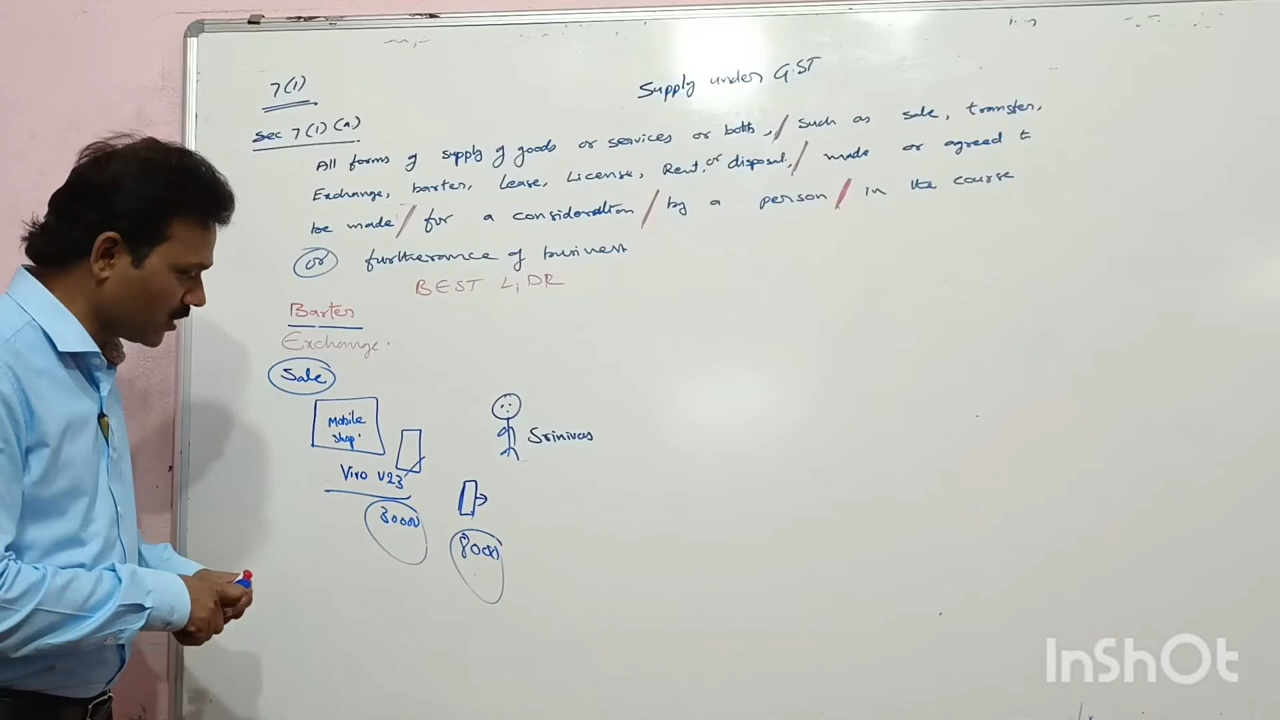 7(1)
Supply under G.ST
Sec 7(1)(a)
All forms of supply of goods or services or both, / such as sale, transfer,
Exchange, barter, Lease, License, Rent, or disposal, / made or agreed to
be made / for a consideration / by a person / in the course
or furtherance of business
BEST L, DR
Barter
Exchange.
Sale
Mobile
Shop
Srinivas
Vivo V23
30000
8000
InShOt